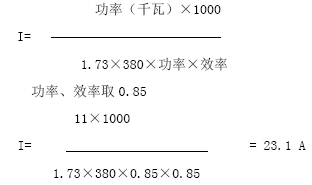 功率（千瓦）×1000
I=
1.73×380×功率×效率
功率、效率取 0.85
11×1000
I=
= 23.1 A
1.73×380×0.85×0.85